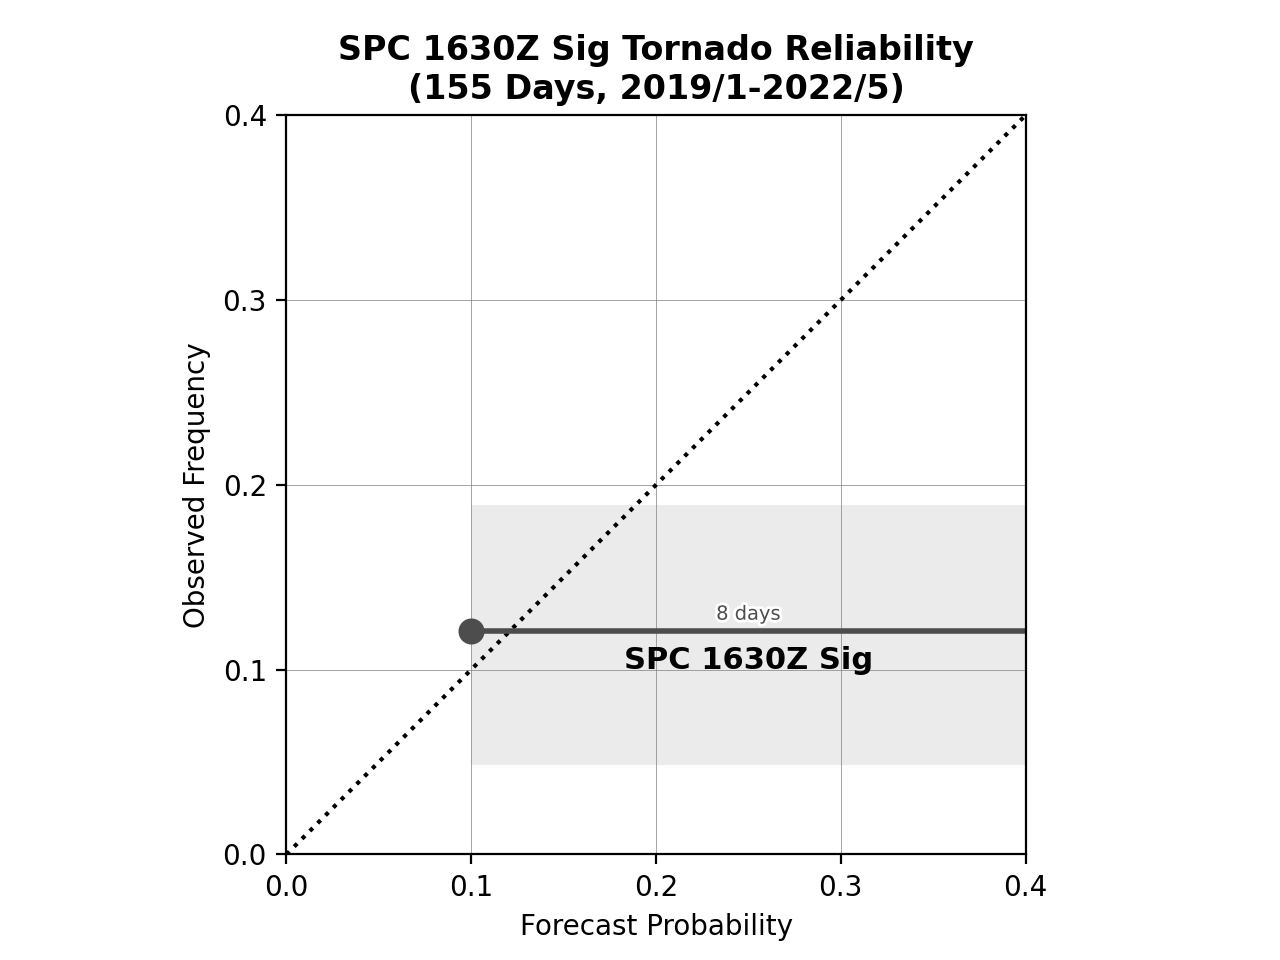 SPC 1630Z Sig Tornado Reliability
(155 Days, 2019/1-2022/5)
0.4
0.3
0.2
0.1
0.0
Observed Frequency
8 days
SPC 1630Z Sig
0.0 0.1 0.2 0.3 0.4
Forecast Probability